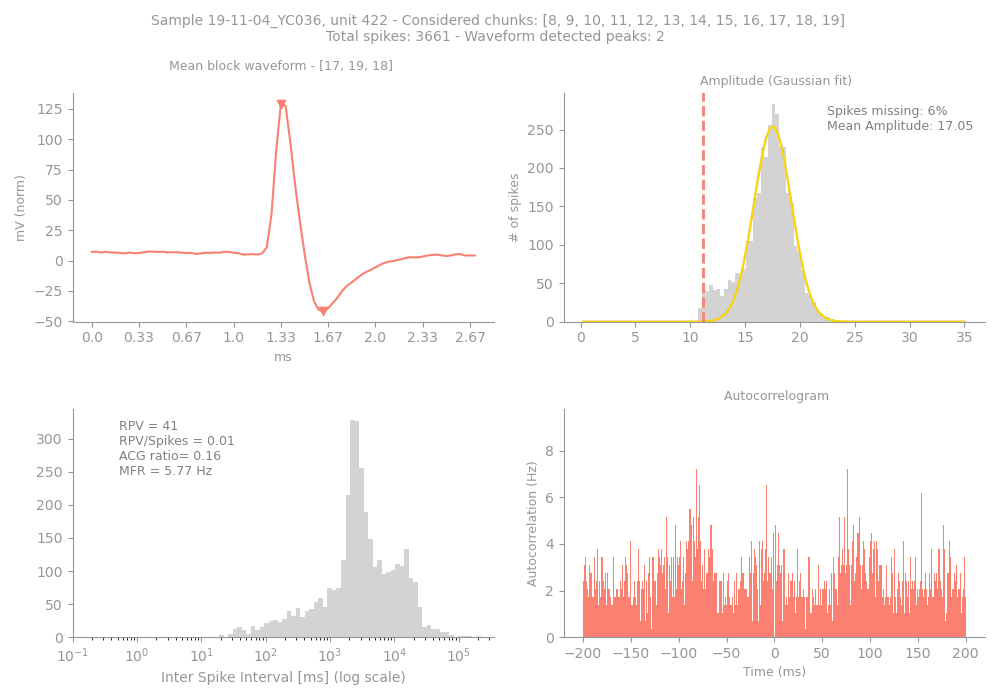 Sample 19-11-04_YC036, unit 422 - Considered chunks: [8, 9, 10, 11, 12, 13, 14, 15, 16, 17, 18, 19]
Total spikes: 3661 - Waveform detected peaks: 2
Mean block waveform - [17, 19, 18]
125
100
75
50
25
0
−25
−50
mV (norm)
0.0 0.33 0.67 1.0 1.33 1.67 2.0 2.33 2.67
ms
Amplitude (Gaussian fit)
Spikes missing: 6%
Mean Amplitude: 17.05
250
200
150
100
50
0
# of spikes
0 5 10 15 20 25 30 35
RPV = 41
RPV/Spikes = 0.01
ACG ratio= 0.16
MFR = 5.77 Hz
300
250
200
150
100
50
0
10⁻¹ 10⁰ 10¹ 10² 10³ 10⁴ 10⁵
Inter Spike Interval [ms] (log scale)
Autocorrelogram
8
6
4
2
0
Autocorrelation (Hz)
−200 −150 −100 −50 0 50 100 150 200
Time (ms)